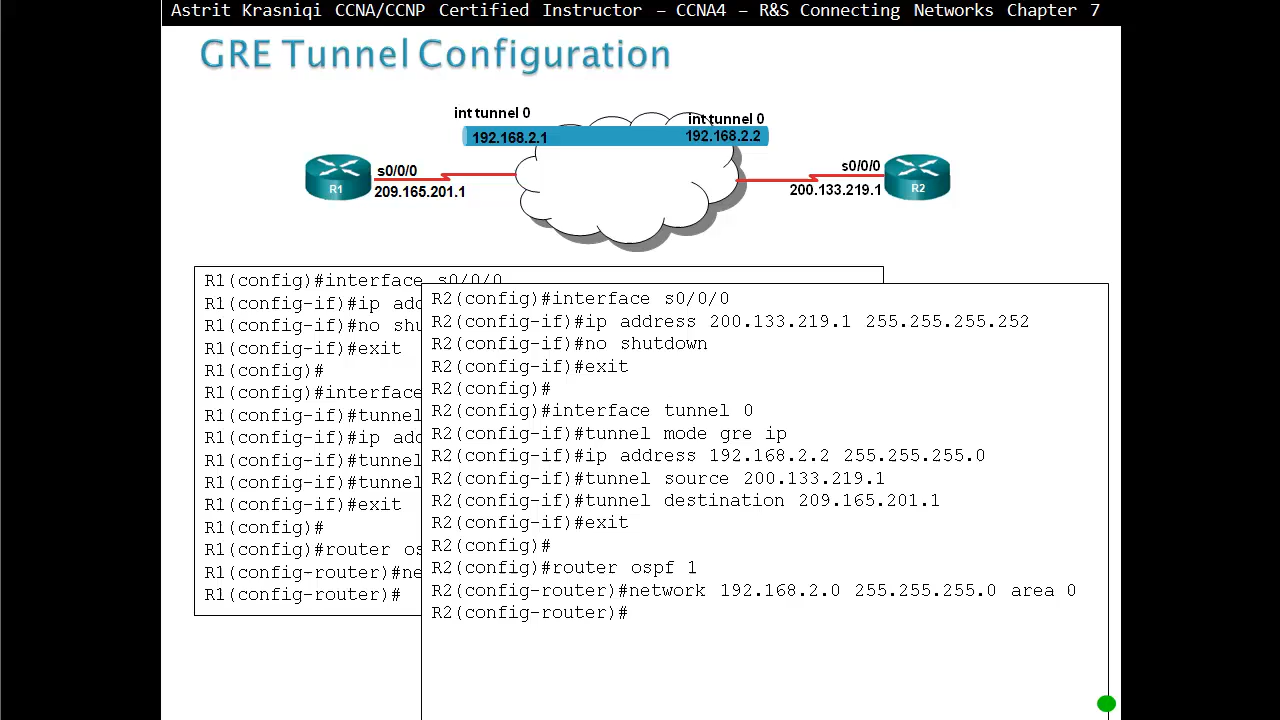 Astrit Krasniqi CCNA/CCNP Certified Instructor – CCNA4 – R&S Connecting Networks Chapter 7
GRE Tunnel Configuration
int tunnel 0
int tunnel 0
192.168.2.1
192.168.2.2
s0/0/0
s0/0/0
R1
R2
209.165.201.1
200.133.219.1
R1(config)#interface s0/0/0
R1(config-if)#ip add
R1(config-if)#no shu
R1(config-if)#exit
R1(config)#
R1(config)#interface
R1(config-if)#tunnel
R1(config-if)#ip add
R1(config-if)#tunnel
R1(config-if)#tunnel
R1(config-if)#exit
R1(config)#
R1(config)#router os
R1(config-router)#ne
R1(config-router)#
R2(config)#interface s0/0/0
R2(config-if)#ip address 200.133.219.1 255.255.255.252
R2(config-if)#no shutdown
R2(config-if)#exit
R2(config)#
R2(config)#interface tunnel 0
R2(config-if)#tunnel mode gre ip
R2(config-if)#ip address 192.168.2.2 255.255.255.0
R2(config-if)#tunnel source 200.133.219.1
R2(config-if)#tunnel destination 209.165.201.1
R2(config-if)#exit
R2(config)#
R2(config)#router ospf 1
R2(config-router)#network 192.168.2.0 255.255.255.0 area 0
R2(config-router)#